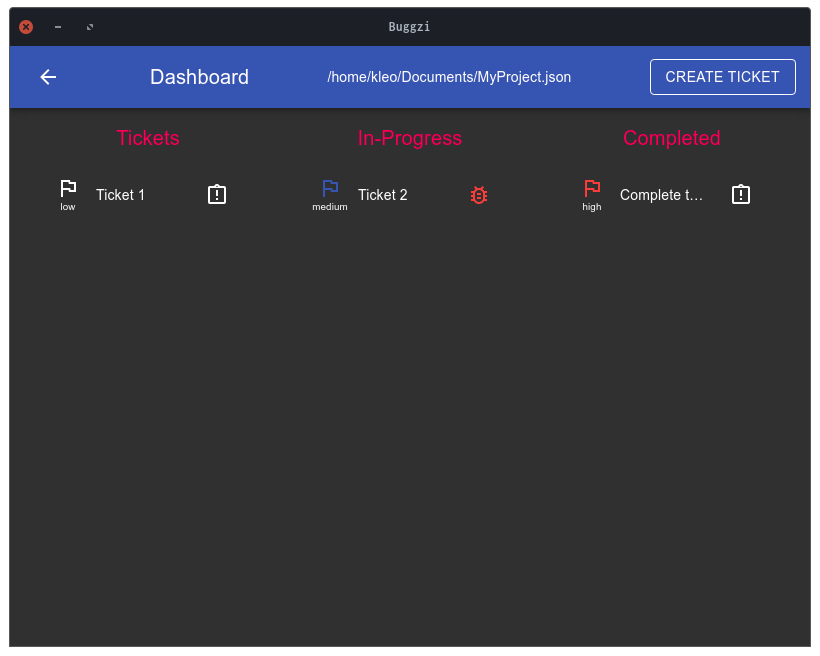 Buggzi
Dashboard
/home/kleo/Documents/MyProject.json
CREATE TICKET
Tickets
In-Progress
Completed
low
Ticket 1
medium
Ticket 2
high
Complete t...